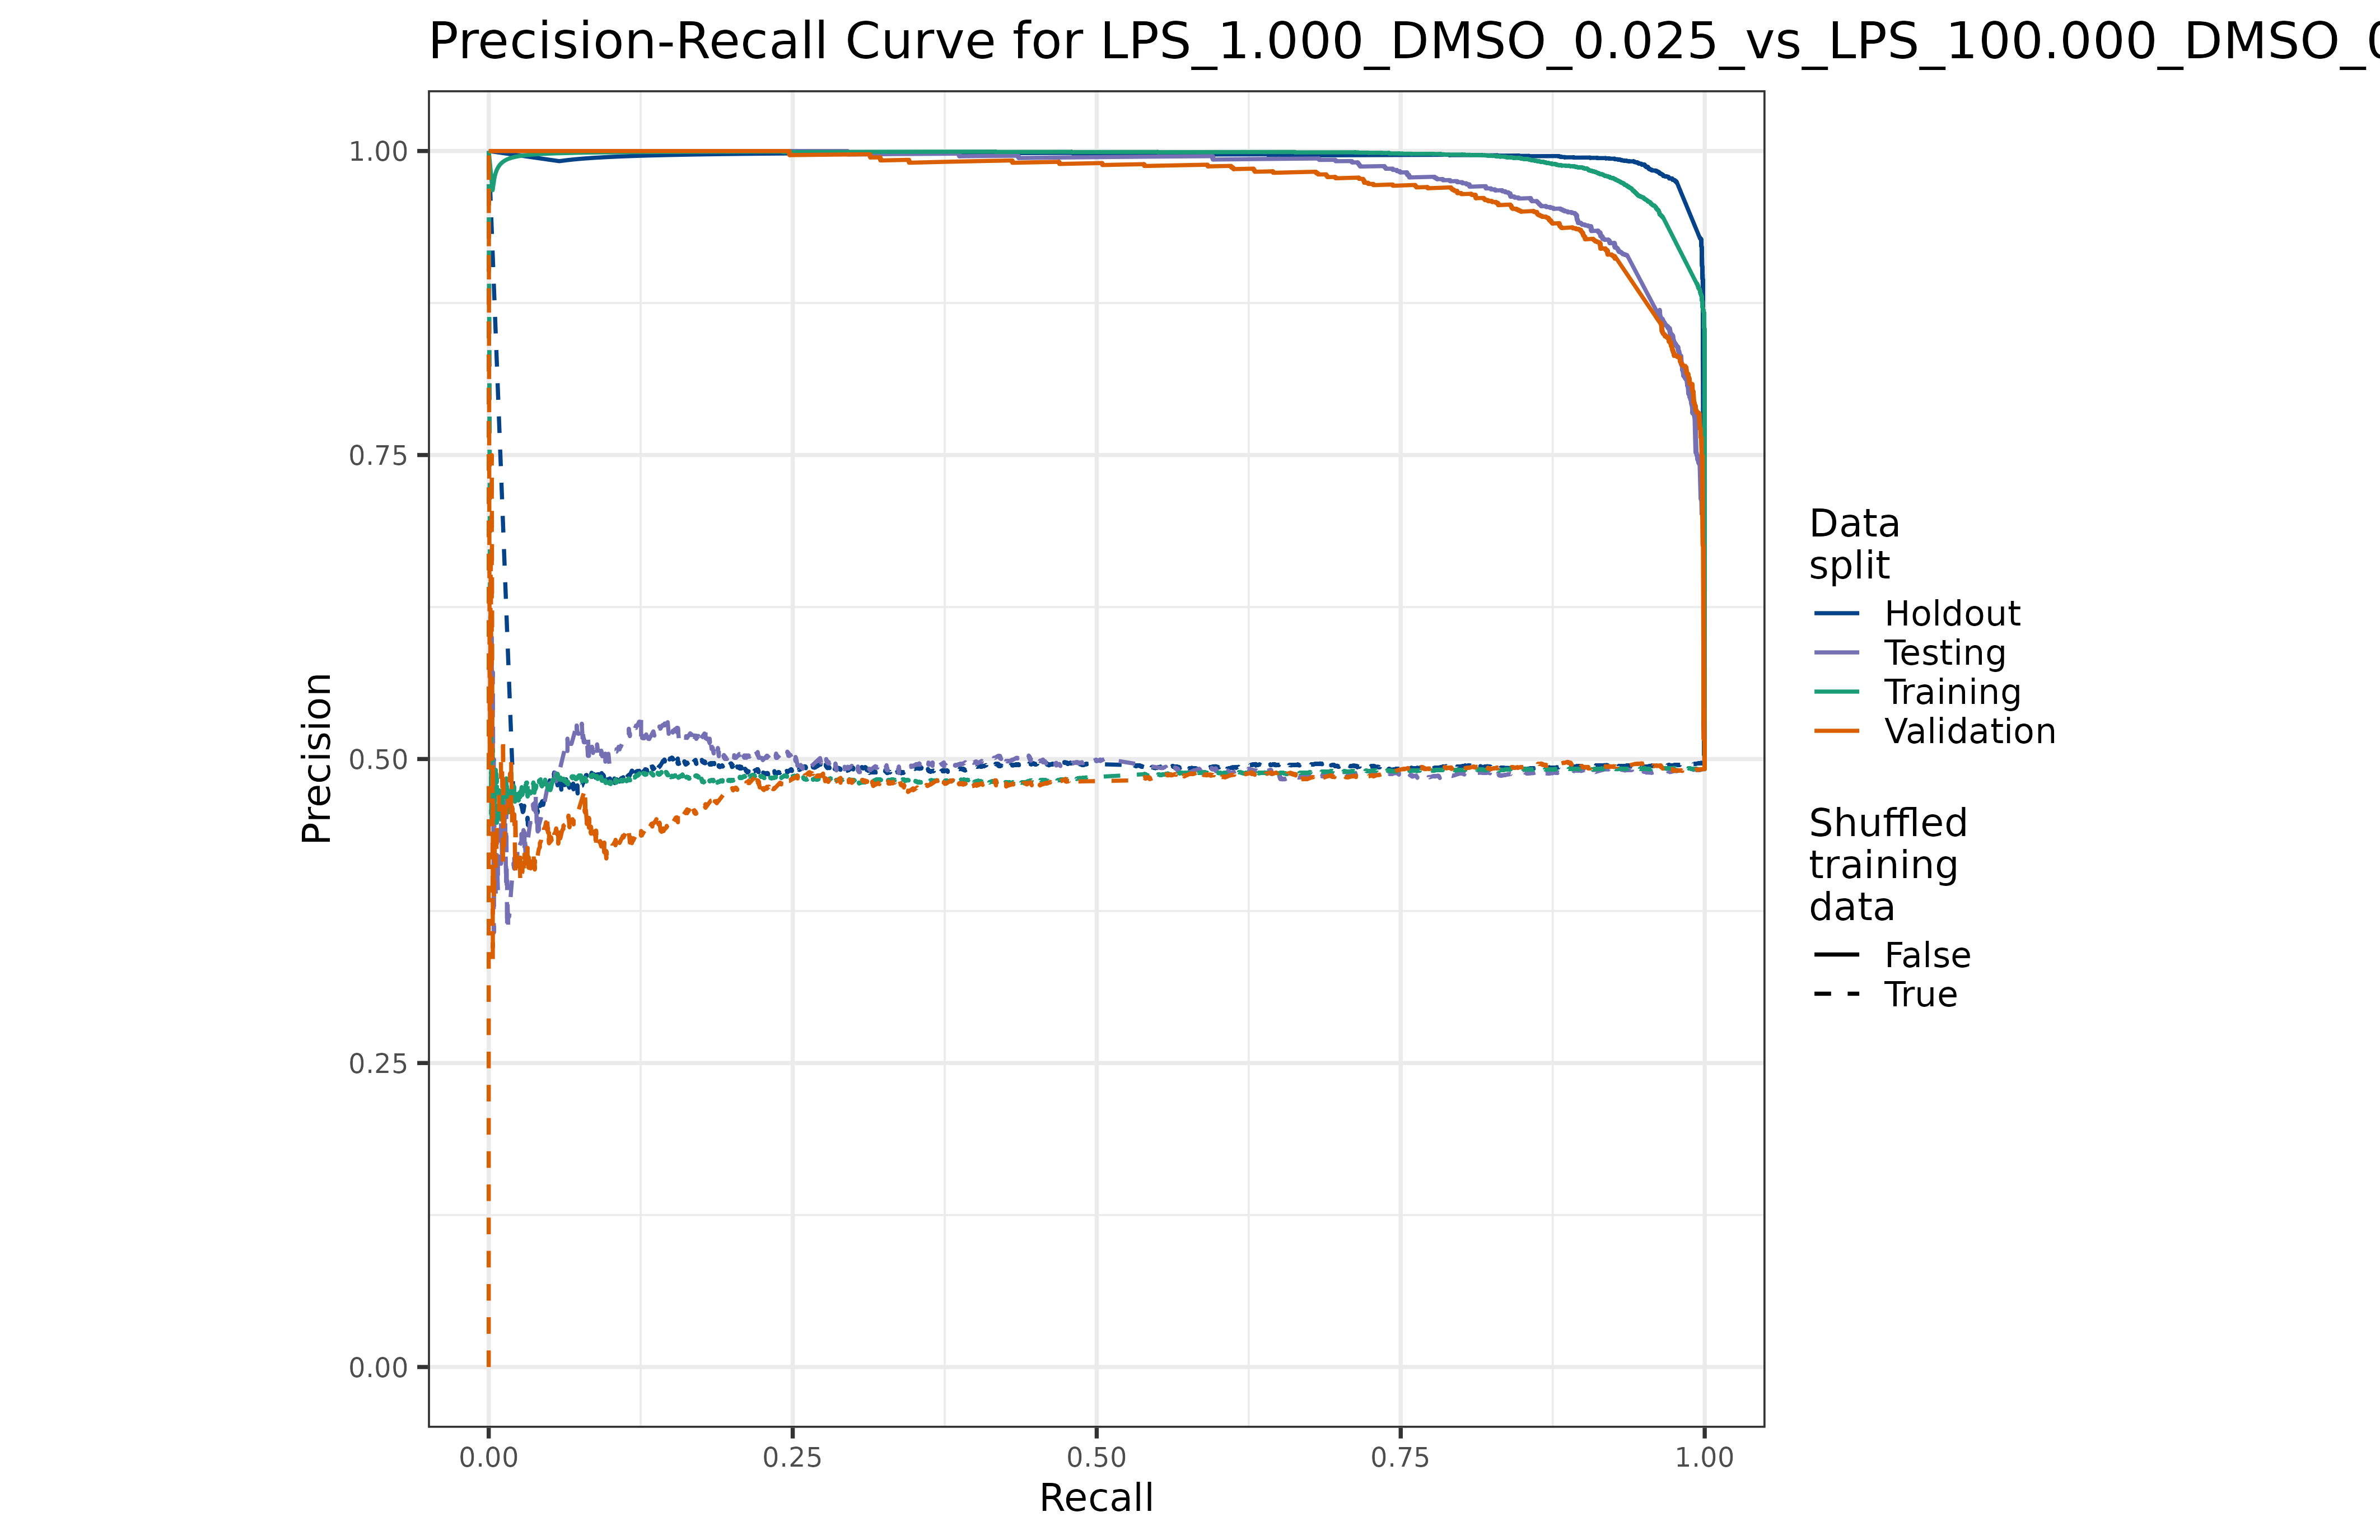 Precision-Recall Curve for LPS_1.000_DMSO_0.025_vs_LPS_100.000_DMSO_
1.00
0.75
0.50
0.25
0.00
Precision
0.00 0.25 0.50 0.75 1.00
Recall
Data
split
Holdout
Testing
Training
Validation
Shuffled
training
data
False
True